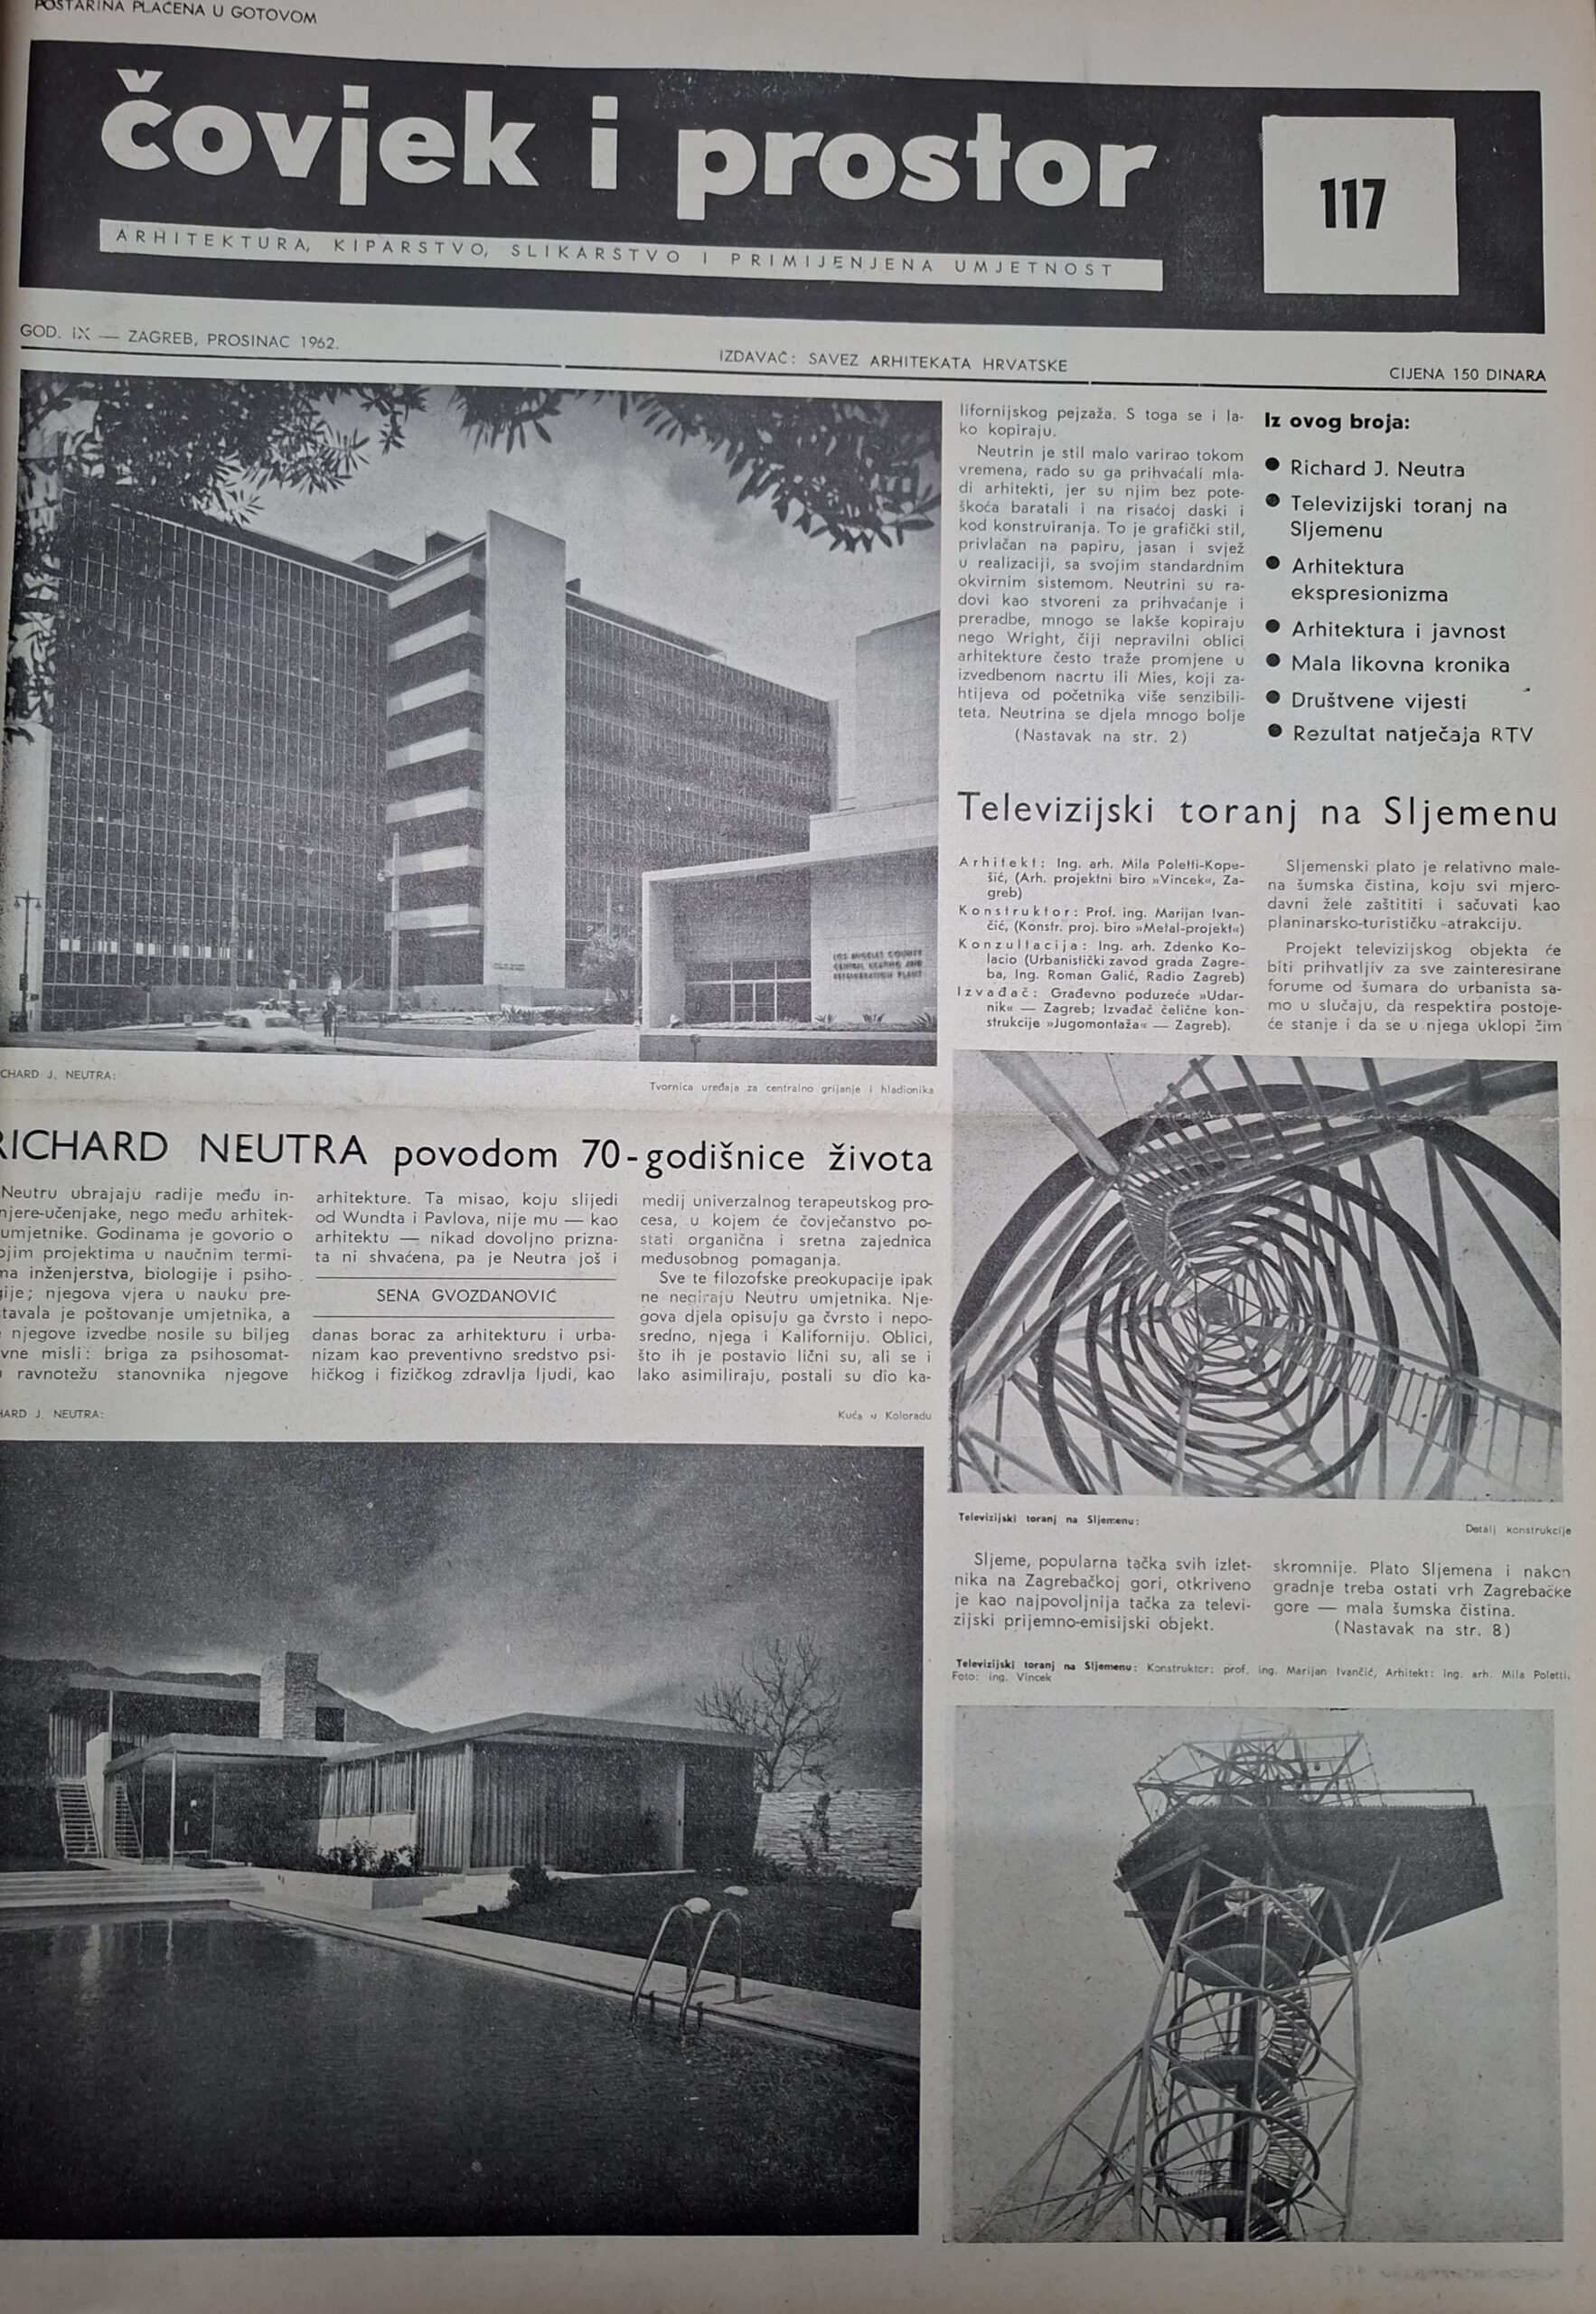 POŠTARINA PLAĆENA U GOTOVOM
čovjek i prostor
117
ARHITEKTURA, KIPARSTVO, SLIKARSTVO I PRIMIJENJENA UMJETNOST
GOD. IX — ZAGREB, PROSINAC 1962.
IZDAVAČ: SAVEZ ARHITEKATA HRVATSKE
CIJENA 150 DINARA
LOS ANGELES COUNTY
CENTRAL HEATING AND
REFRIGERATION PLANT
CHARD J. NEUTRA:
Tvornica uređaja za centralno grijanje i hladionika
RICHARD NEUTRA povodom 70-godišnice života
Neutru ubrajaju radije među in-
njere-učenjake, nego među arhitek-
umjetnike. Godinama je govorio o
ojim projektima u naučnim termi-
ma inženjerstva, biologije i psiho-
gije; njegova vjera u nauku pre-
tavala je poštovanje umjetnika, a
njegove izvedbe nosile su biljeg
vne misli: briga za psihosomat-
u ravnotežu stanovnika njegove
arhitekture. Ta misao, koju slijedi
od Wundta i Pavlova, nije mu — kao
arhitektu — nikad dovoljno prizna-
ta ni shvaćena, pa je Neutra još i
SENA GVOZDANOVIĆ
danas borac za arhitekturu i urba-
nizam kao preventivno sredstvo psi-
hičkog i fizičkog zdravlja ljudi, kao
medij univerzalnog terapeutskog pro-
cesa, u kojem će čovječanstvo po-
stati organična i sretna zajednica
međusobnog pomaganja.
Sve te filozofske preokupacije ipak
ne negiraju Neutru umjetnika. Nje-
gova djela opisuju ga čvrsto i nepo-
sredno, njega i Kaliforniju. Oblici,
što ih je postavio lični su, ali se i
lako asimiliraju, postali su dio ka-
lifornijskog pejzaža. S toga se i la-
ko kopiraju.
Neutrin je stil malo varirao tokom
vremena, rado su ga prihvaćali mla-
di arhitekti, jer su njim bez pote-
škoća baratali i na risaćoj daski i
kod konstruiranja. To je grafički stil,
privlačan na papiru, jasan i svjež
u realizaciji, sa svojim standardnim
okvirnim sistemom. Neutrini su ra-
dovi kao stvoreni za prihvaćanje i
preradbe, mnogo se lakše kopiraju
nego Wright, čiji nepravilni oblici
arhitekture često traže promjene u
izvedbenom nacrtu ili Mies, koji za-
htijeva od početnika više senzibili-
teta. Neutrina se djela mnogo bolje
(Nastavak na str. 2)
Iz ovog broja:
● Richard J. Neutra
● Televizijski toranj na
Sljemenu
● Arhitektura
ekspresionizma
● Arhitektura i javnost
● Mala likovna kronika
● Društvene vijesti
● Rezultat natječaja RTV
HARD J. NEUTRA:
Kuća u Koloradu
Televizijski toranj na Sljemenu
Arhitekt: Ing. arh. Mila Poletti-Kope-
šić, (Arh. projektni biro »Vincek«, Za-
greb)
Konstruktor: Prof. ing. Marijan Ivan-
čić, (Konstr. proj. biro »Metal-projekt«)
Konzultacija: Ing. arh. Zdenko Ko-
lacio (Urbanistički zavod grada Zagre-
ba, Ing. Roman Galić, Radio Zagreb)
Izvađač: Građevno poduzeće »Udar-
nik« — Zagreb; Izvađač čelične kon-
strukcije »Jugomontaža« — Zagreb).
Sljemenski plato je relativno male-
na šumska čistina, koju svi mjero-
davni žele zaštititi i sačuvati kao
planinarsko-turističku atrakciju.
Projekt televizijskog objekta će
biti prihvatljiv za sve zainteresirane
forume od šumara do urbanista sa-
mo u slučaju, da respektira postoje-
će stanje i da se u njega uklopi čim
Televizijski toranj na Sljemenu:
Detalj konstrukcije
Sljeme, popularna tačka svih izlet-
nika na Zagrebačkoj gori, otkriveno
je kao najpovoljnija tačka za televi-
zijski prijemno-emisijski objekt.
skromnije. Plato Sljemena i nakon
gradnje treba ostati vrh Zagrebačke
gore — mala šumska čistina.
(Nastavak na str. 8)
Televizijski toranj na Sljemenu: Konstruktor: prof. ing. Marijan Ivančić, Arhitekt: ing. arh. Mila Poletti.
Foto: ing. Vincek